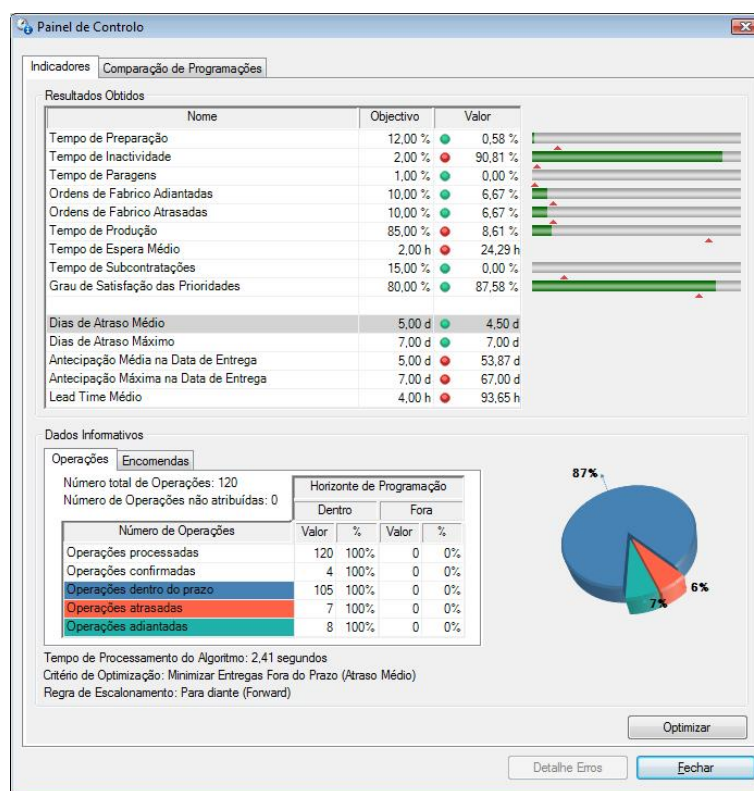 Painel de Controlo
Indicadores Comparação de Programações
Resultados Obtidos
Nome Objectivo Valor
Tempo de Preparação 12,00 % 0,58 %
Tempo de Inactividade 2,00 % 90,81 %
Tempo de Paragens 1,00 % 0,00 %
Ordens de Fabrico Adiantadas 10,00 % 6,67 %
Ordens de Fabrico Atrasadas 10,00 % 6,67 %
Tempo de Produção 85,00 % 8,61 %
Tempo de Espera Médio 2,00 h 24,29 h
Tempo de Subcontratações 15,00 % 0,00 %
Grau de Satisfação das Prioridades 80,00 % 87,58 %
Dias de Atraso Médio 5,00 d 4,50 d
Dias de Atraso Máximo 7,00 d 7,00 d
Antecipação Média na Data de Entrega 5,00 d 53,87 d
Antecipação Máxima na Data de Entrega 7,00 d 67,00 d
Lead Time Médio 4,00 h 93,65 h
Dados Informativos
Operações Encomendas
Número total de Operações: 120
Número de Operações não atribuídas: 0
Horizonte de Programação
Dentro Fora
Número de Operações Valor % Valor %
Operações processadas 120 100% 0 0%
Operações confirmadas 4 100% 0 0%
Operações dentro do prazo 105 100% 0 0%
Operações atrasadas 7 100% 0 0%
Operações adiantadas 8 100% 0 0%
87%
6%
7%
Tempo de Processamento do Algoritmo: 2,41 segundos
Critério de Optimização: Minimizar Entregas Fora do Prazo (Atraso Médio)
Regra de Escalonamento: Para diante (Forward)
Optimizar
Detalhe Erros Fechar